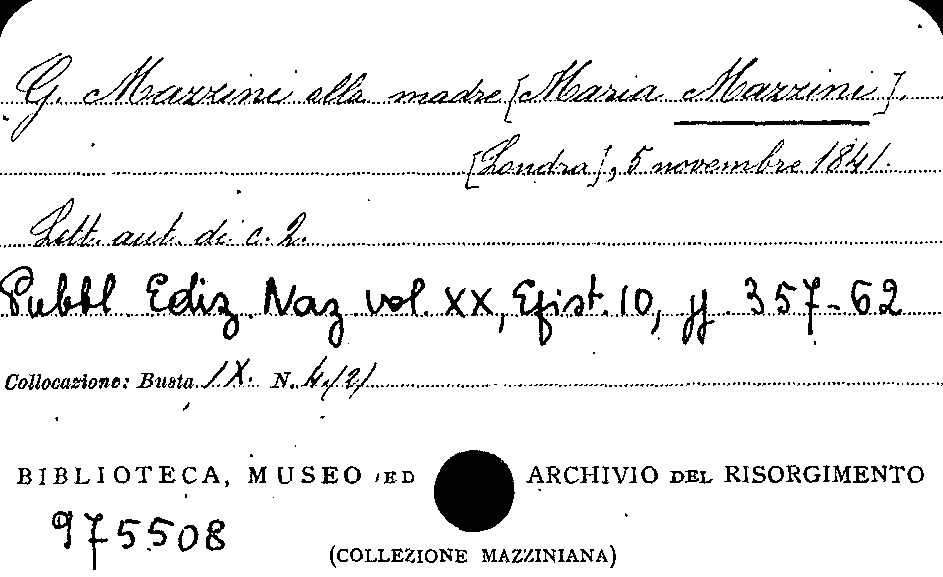 G. Mazzini alla madre [Maria Mazzini].
[Londra], 5 novembre 1841.
Lett. aut. di c. 2.
Pubbl. Ediz. Naz. vol. XX, Epist. 10, pp. 357-62
Collocazione: Busta IX. N. 4/2/
BIBLIOTECA, MUSEO ED ARCHIVIO DEL RISORGIMENTO
975508
(COLLEZIONE MAZZINIANA)